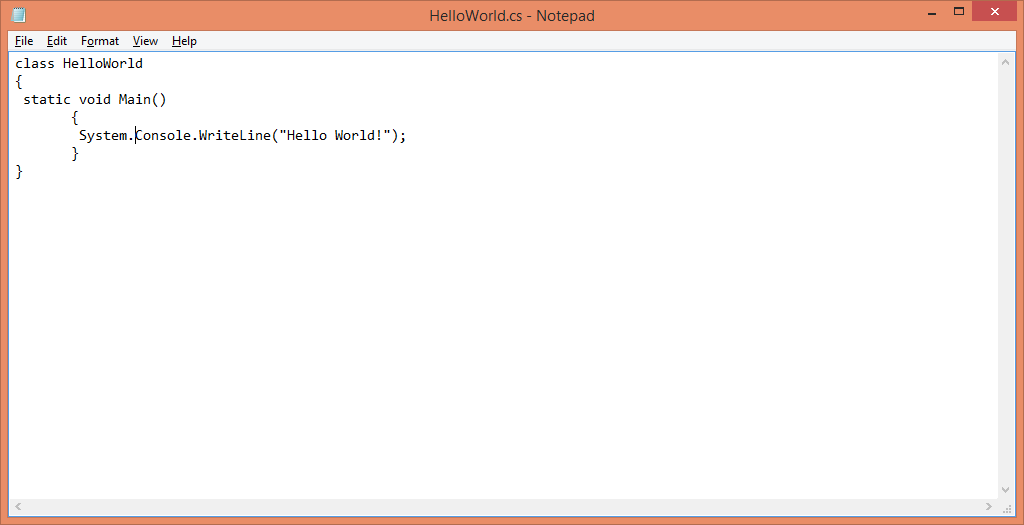 HelloWorld.cs - Notepad
File Edit Format View Help
class HelloWorld
{
 static void Main()
       {
        System.Console.WriteLine("Hello World!");
       }
}